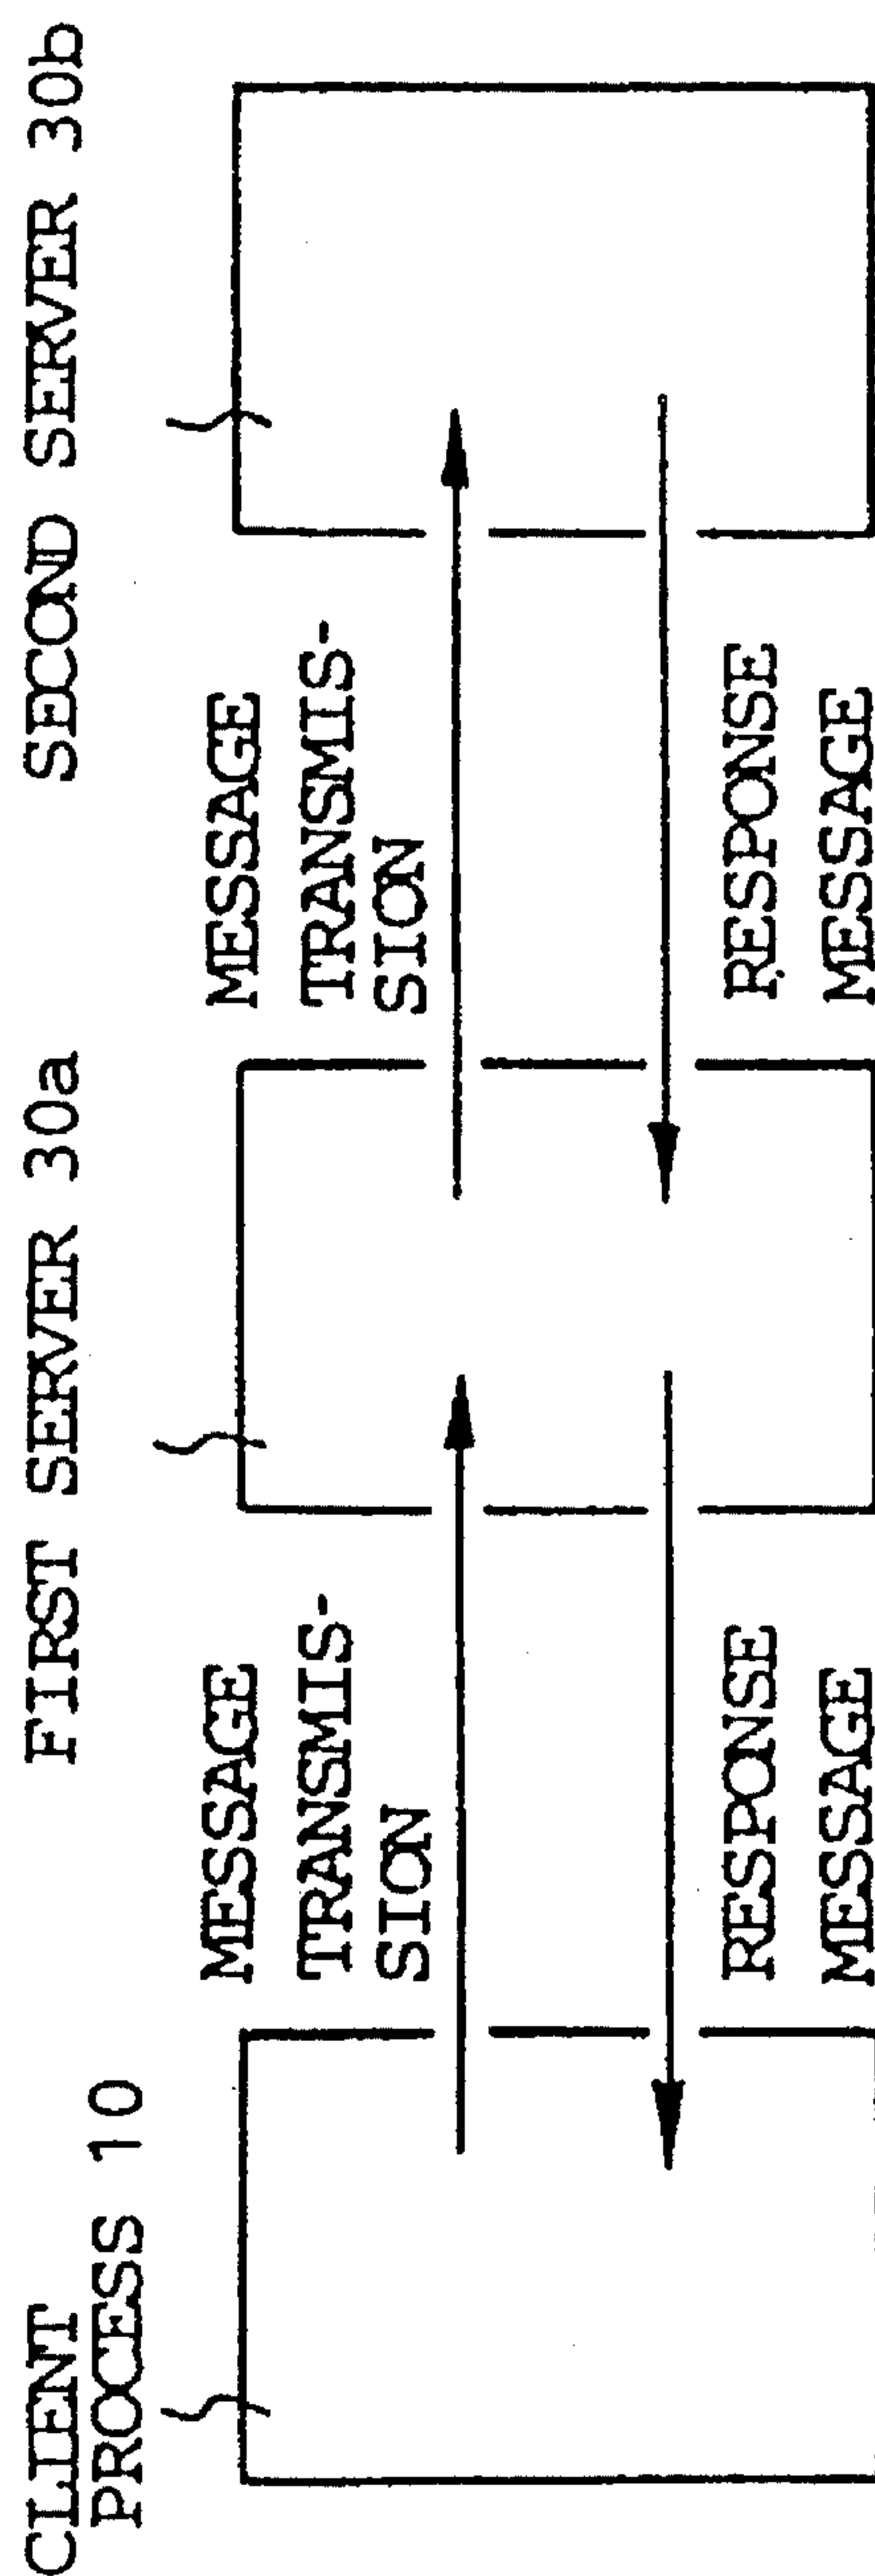 CLIENT
PROCESS 10
FIRST SERVER 30a
SECOND SERVER 30b
MESSAGE
TRANSMIS-
SION
RESPONSE
MESSAGE
MESSAGE
TRANSMIS-
SION
RESPONSE
MESSAGE